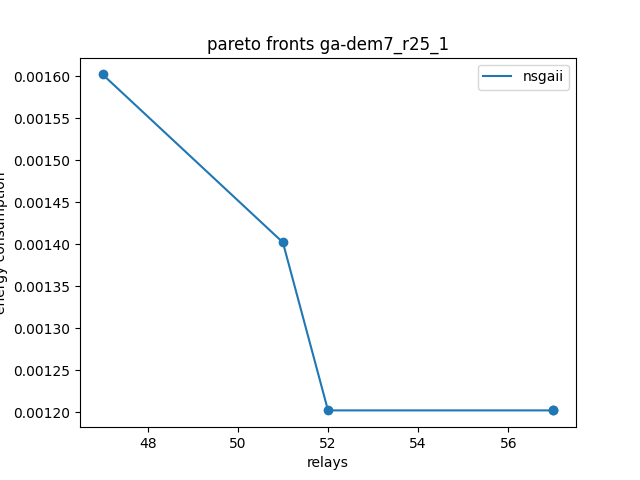 pareto fronts ga-dem7_r25_1
nsgaii
0.00160
0.00155
0.00150
0.00145
0.00140
0.00135
0.00130
0.00125
0.00120
energy consumption
48 50 52 54 56
relays